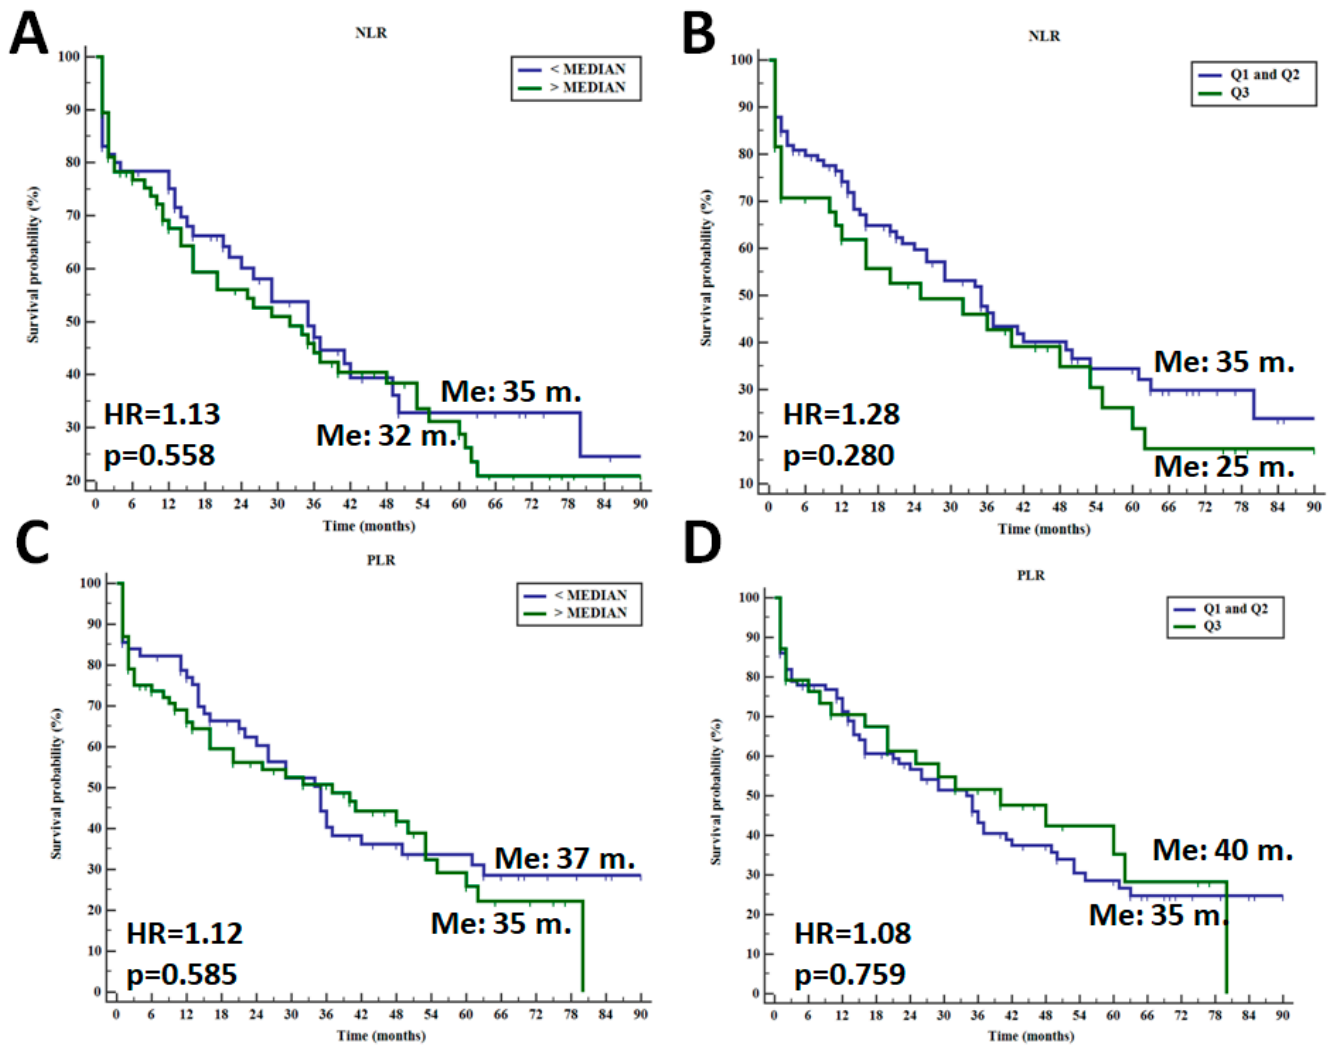 A
NLR
< MEDIAN
> MEDIAN
Survival probability (%)
100
90
80
70
60
50
40
30
20
Me: 35 m.
Me: 32 m.
HR=1.13
p=0.558
0 6 12 18 24 30 36 42 48 54 60 66 72 78 84 90
Time (months)
B
NLR
Q1 and Q2
Q3
Survival probability (%)
100
90
80
70
60
50
40
30
20
10
Me: 35 m.
HR=1.28
p=0.280
Me: 25 m.
0 6 12 18 24 30 36 42 48 54 60 66 72 78 84 90
Time (months)
C
PLR
< MEDIAN
> MEDIAN
Survival probability (%)
100
90
80
70
60
50
40
30
20
10
0
Me: 37 m.
Me: 35 m.
HR=1.12
p=0.585
0 6 12 18 24 30 36 42 48 54 60 66 72 78 84 90
Time (months)
D
PLR
Q1 and Q2
Q3
Survival probability (%)
100
90
80
70
60
50
40
30
20
10
0
Me: 40 m.
Me: 35 m.
HR=1.08
p=0.759
0 6 12 18 24 30 36 42 48 54 60 66 72 78 84 90
Time (months)